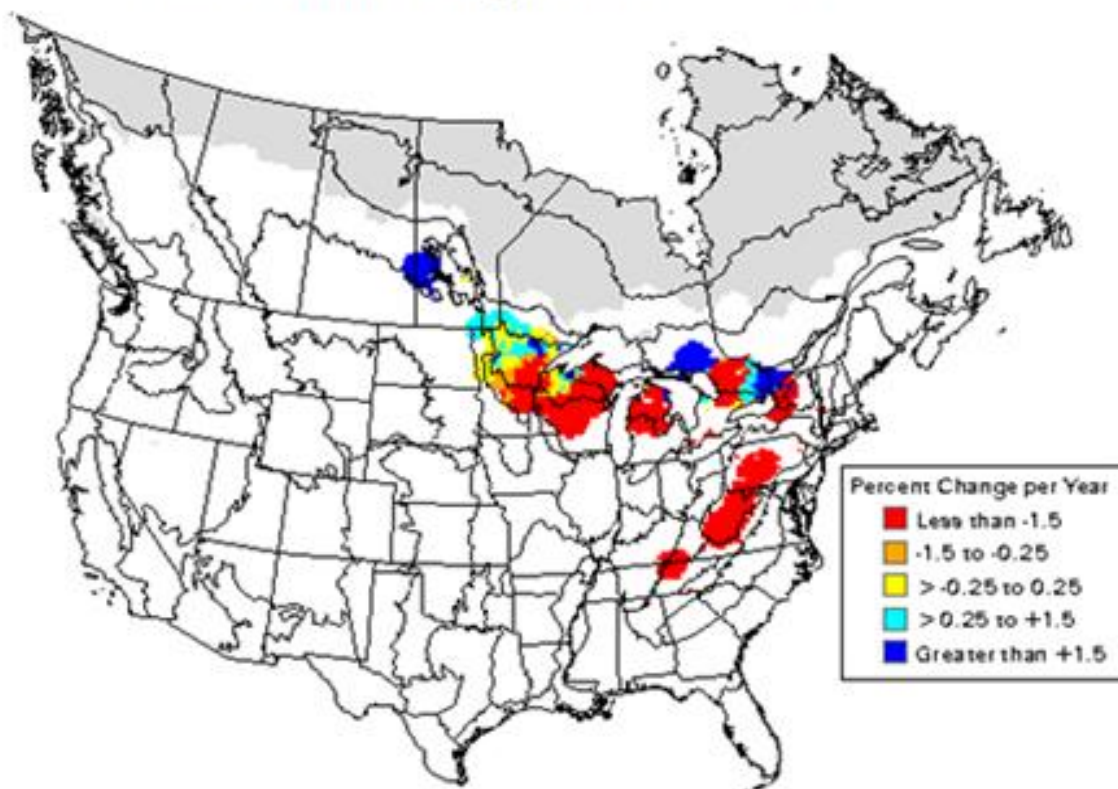 Percent Change per Year
Less than -1.5
-1.5 to -0.25
> -0.25 to 0.25
> 0.25 to +1.5
Greater than +1.5